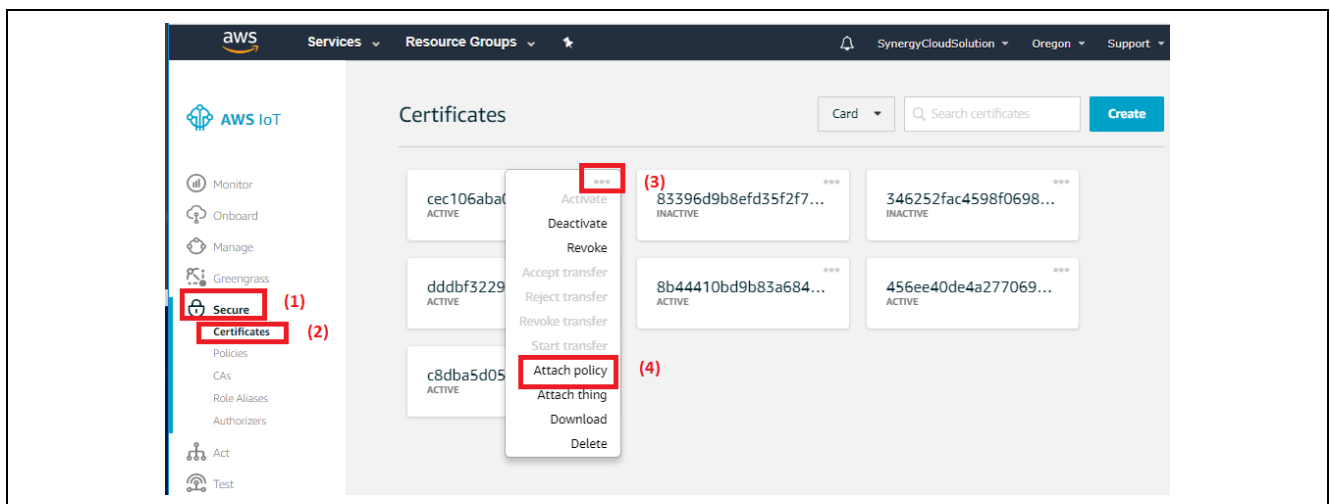 aws Services Resource Groups SynergyCloudSolution Oregon Support
AWS IoT
Certificates Card Search certificates Create
Monitor
Onboard
Manage
Greengrass
Secure (1)
Certificates (2)
Policies
CAs
Role Aliases
Authorizers
Act
Test
cec106aba
ACTIVE
(3)
83396d9b8efd35f2f7...
INACTIVE
346252fac4598f0698...
INACTIVE
dddbf3229
ACTIVE
8b44410bd9b83a684...
ACTIVE
456ee40de4a277069...
ACTIVE
c8dba5d05
ACTIVE
Activate
Deactivate
Revoke
Accept transfer
Reject transfer
Revoke transfer
Start transfer
Attach policy (4)
Attach thing
Download
Delete